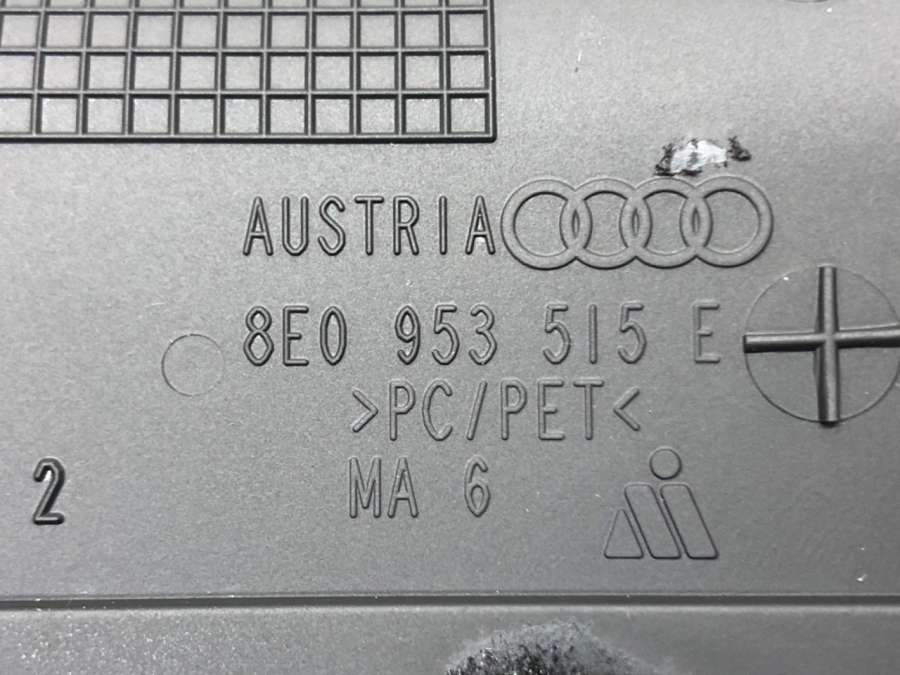 AUSTRIA
8E0 953 515 E
>PC/PET<
MA 6
2